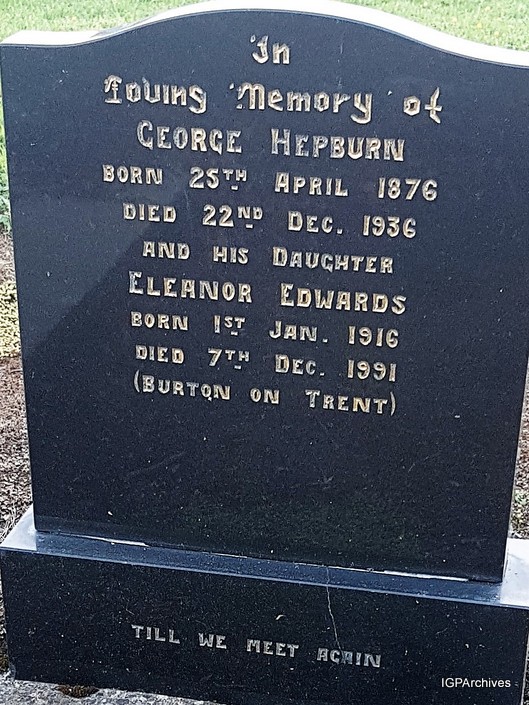 In
Loving Memory of
GEORGE HEPBURN
BORN 25TH APRIL 1876
DIED 22ND DEC. 1936
AND HIS DAUGHTER
ELEANOR EDWARDS
BORN 1ST JAN. 1916
DIED 7TH DEC. 1991
(BURTON ON TRENT)
TILL WE MEET AGAIN
IGPArchives